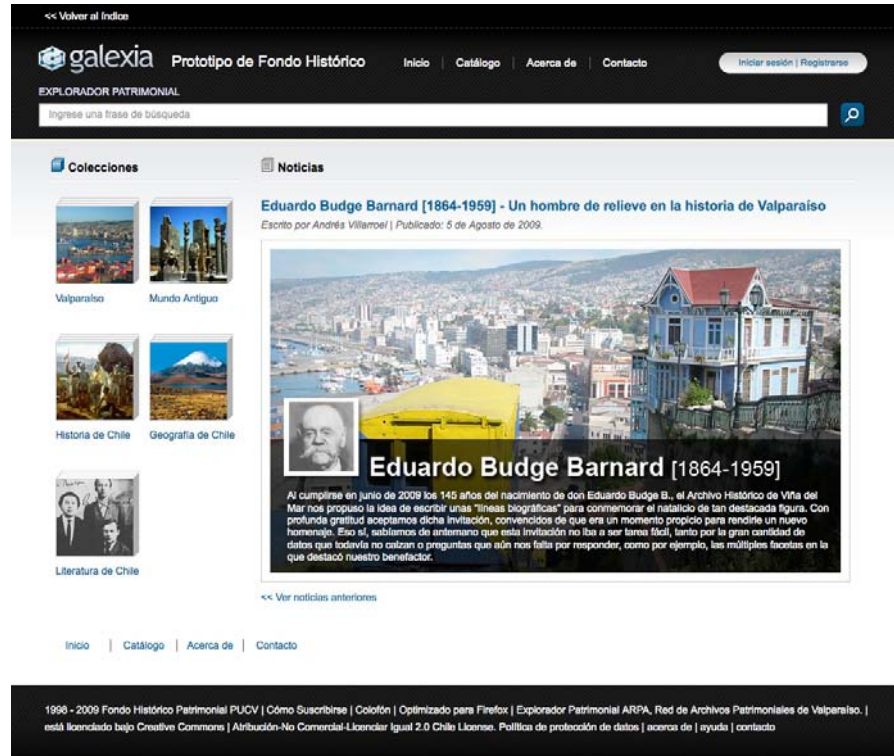 << Volver al índice
galexia Prototipo de Fondo Histórico Inicio | Catálogo | Acerca de | Contacto Iniciar sesión | Registrarse
EXPLORADOR PATRIMONIAL
Ingrese una frase de búsqueda
Colecciones
Valparaíso Mundo Antiguo
Historia de Chile Geografía de Chile
Literatura de Chile
Noticias
Eduardo Budge Barnard [1864-1959] - Un hombre de relieve en la historia de Valparaíso
Escrito por Andrés Villarroel | Publicado: 5 de Agosto de 2009.
Eduardo Budge Barnard [1864-1959]
Al cumplirse en junio de 2009 los 145 años del nacimiento de don Eduardo Budge B., el Archivo Histórico de Viña del
Mar nos propuso la idea de escribir unas "líneas biográficas" para conmemorar el natalicio de tan destacada figura. Con
profunda gratitud aceptamos dicha invitación, convencidos de que era un momento propicio para rendirle un nuevo
homenaje. Eso sí, sabíamos de antemano que esta invitación no iba a ser tarea fácil, tanto por la gran cantidad de
datos que todavía no calzan o preguntas que aún nos falta por responder, como por ejemplo, las múltiples facetas en la
que destacó nuestro benefactor.
<< Ver noticias anteriores
Inicio | Catálogo | Acerca de | Contacto
1998 - 2009 Fondo Histórico Patrimonial PUCV | Cómo Suscribirse | Colofón | Optimizado para Firefox | Explorador Patrimonial ARPA, Red de Archivos Patrimoniales de Valparaíso. |
está licenciado bajo Creative Commons | Atribución-No Comercial-Licenciar Igual 2.0 Chile License. Política de protección de datos | acerca de | ayuda | contacto